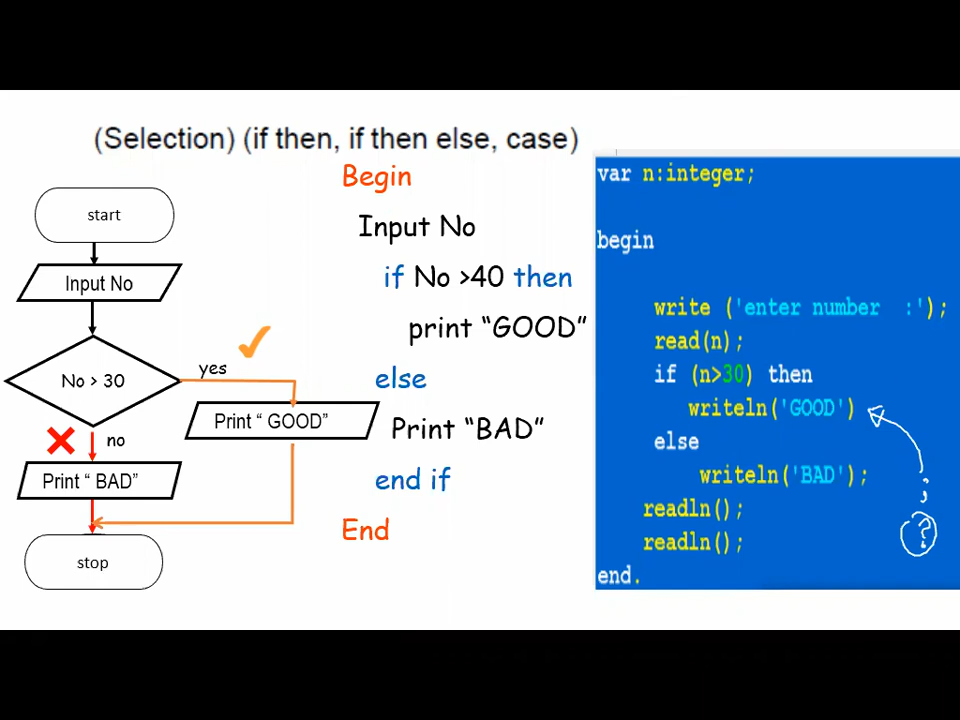 (Selection) (if then, if then else, case)
start
Input No
No > 30
yes
no
Print “ GOOD”
Print “ BAD”
stop
Begin
Input No
if No >40 then
print “GOOD”
else
Print “BAD”
end if
End
var n:integer;
begin
write ('enter number :');
read(n);
if (n>30) then
writeln('GOOD')
else
writeln('BAD');
readln();
readln();
end.
;
?